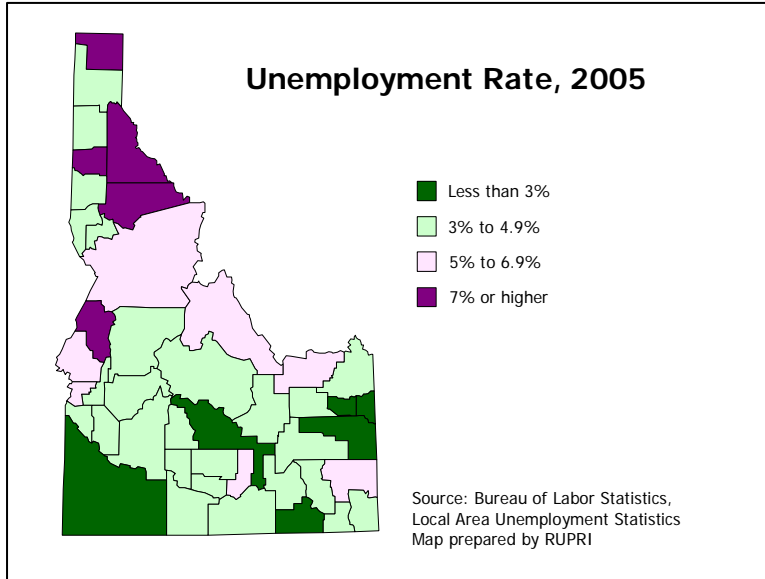 Unemployment Rate, 2005
Less than 3%
3% to 4.9%
5% to 6.9%
7% or higher
Source: Bureau of Labor Statistics,
Local Area Unemployment Statistics
Map prepared by RUPRI